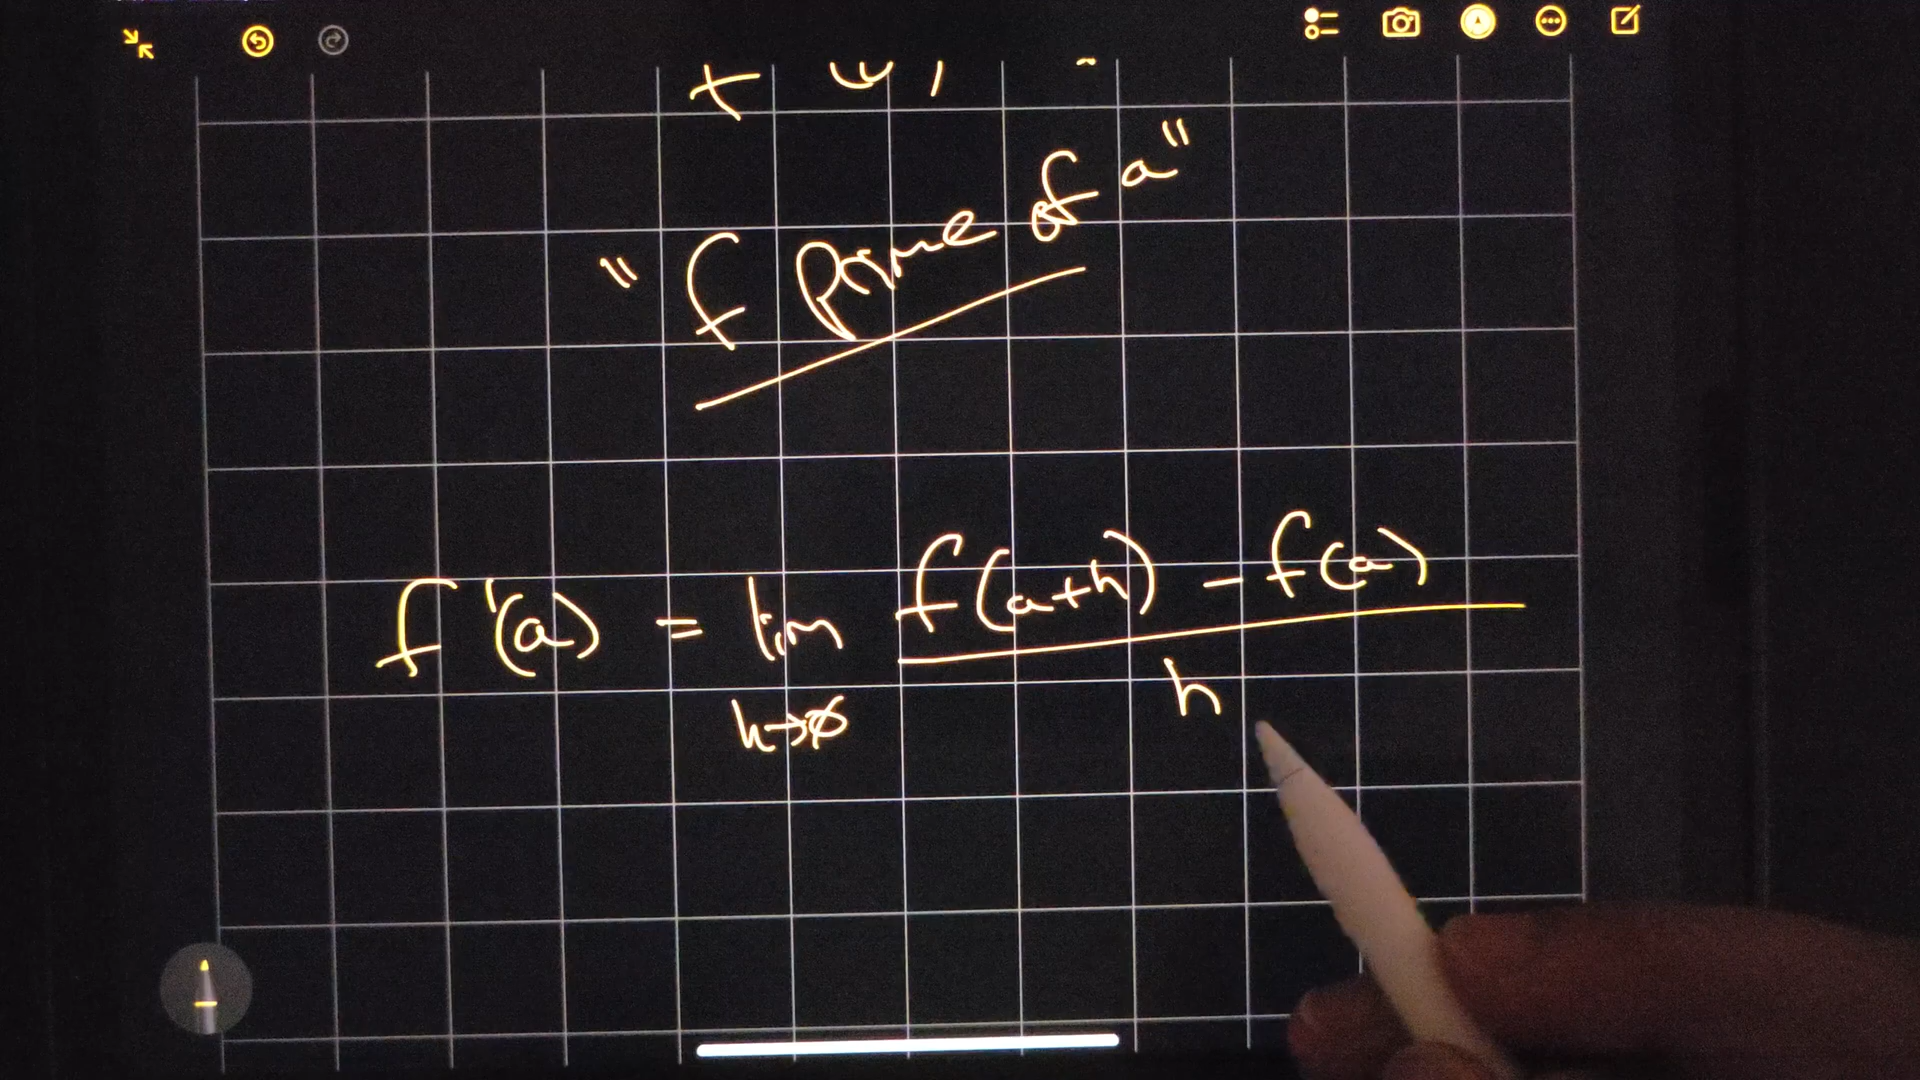 "f prime of a"
f'(a) = lim f(a+h) - f(a)
h→0 h